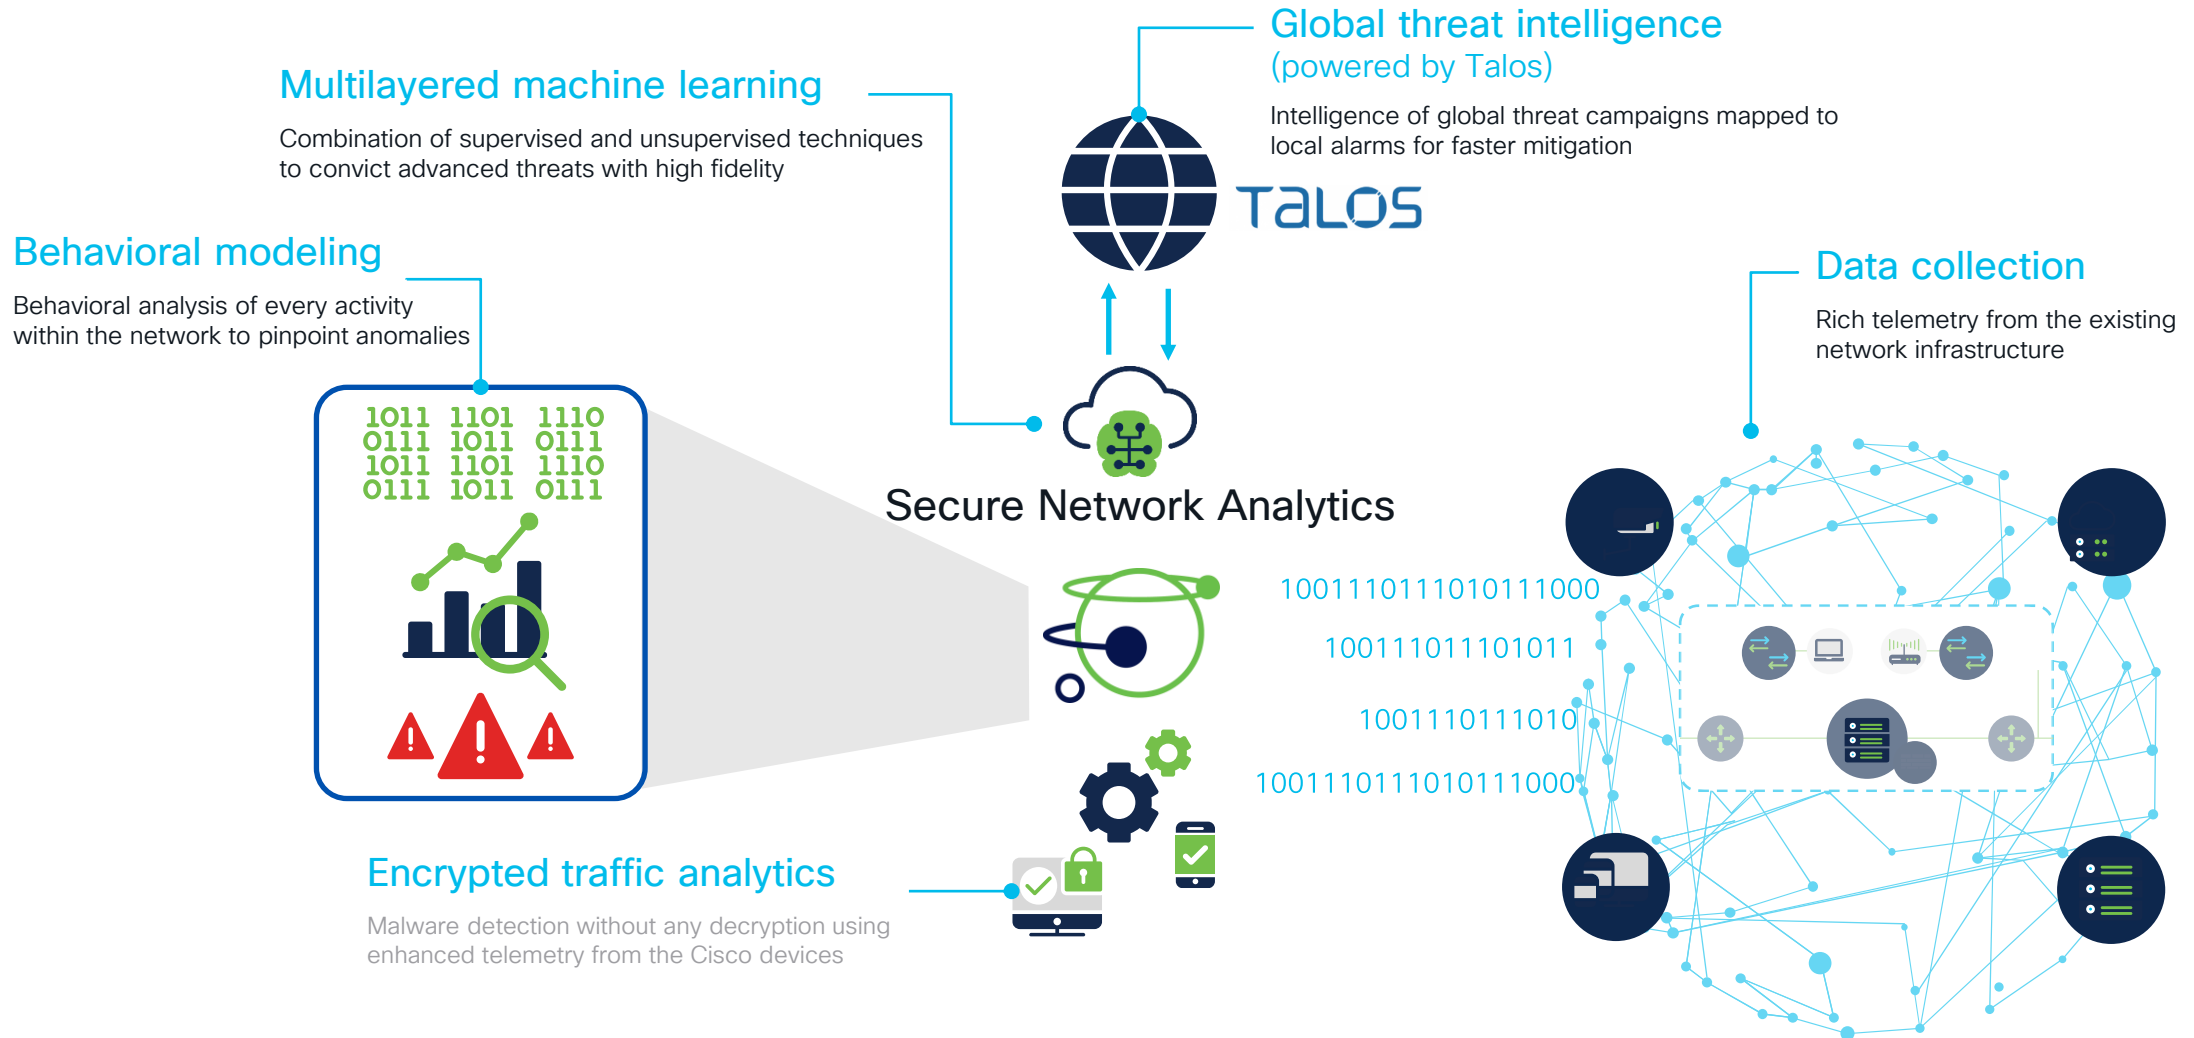 Global threat intelligence
(powered by Talos)
Intelligence of global threat campaigns mapped to
local alarms for faster mitigation
TALOS
Multilayered machine learning
Combination of supervised and unsupervised techniques
to convict advanced threats with high fidelity
Behavioral modeling
Behavioral analysis of every activity
within the network to pinpoint anomalies
Data collection
Rich telemetry from the existing
network infrastructure
1011 1101 1110
0111 1011 0111
1011 1101 1110
0111 1011 0111
Secure Network Analytics
1001110111010111000
100111011101011
1001110111010
1001110111010111000
Encrypted traffic analytics
Malware detection without any decryption using
enhanced telemetry from the Cisco devices